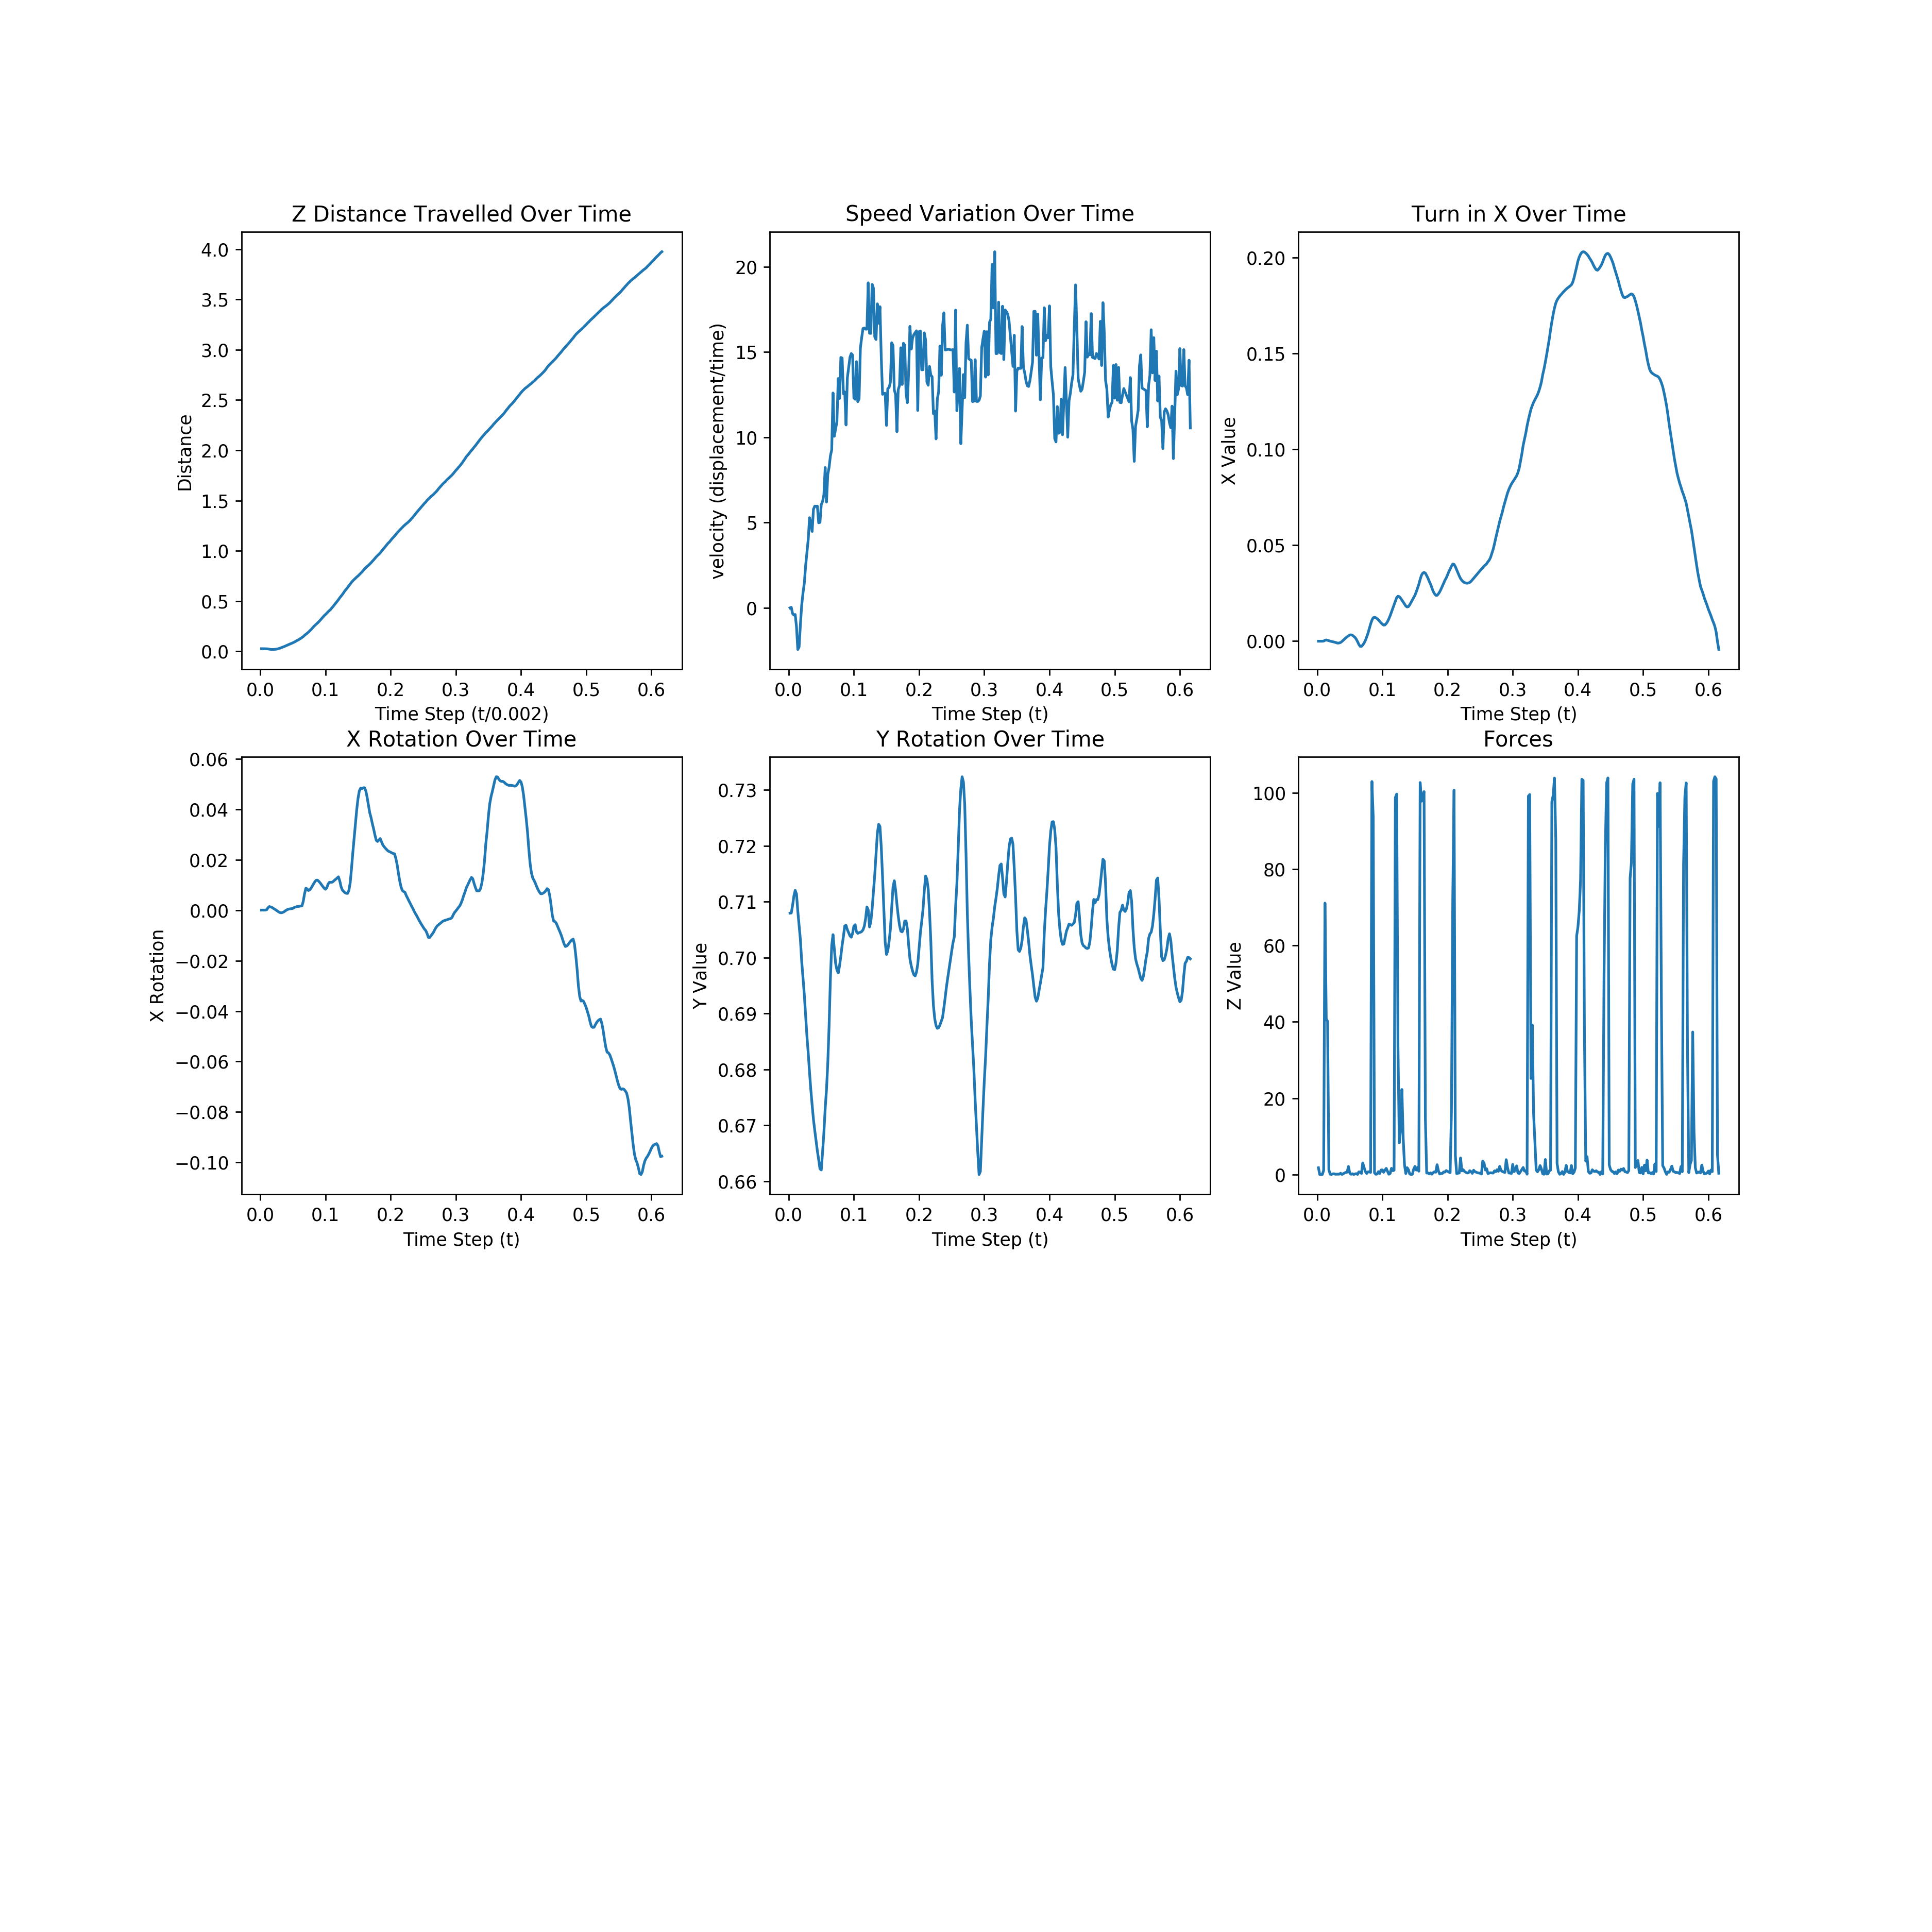 Z Distance Travelled Over Time
Distance
4.0
3.5
3.0
2.5
2.0
1.5
1.0
0.5
0.0
0.0 0.1 0.2 0.3 0.4 0.5 0.6
Time Step (t/0.002)
Speed Variation Over Time
velocity (displacement/time)
20
15
10
5
0
0.0 0.1 0.2 0.3 0.4 0.5 0.6
Time Step (t)
Turn in X Over Time
X Value
0.20
0.15
0.10
0.05
0.00
0.0 0.1 0.2 0.3 0.4 0.5 0.6
Time Step (t)
X Rotation Over Time
X Rotation
0.06
0.04
0.02
0.00
−0.02
−0.04
−0.06
−0.08
−0.10
0.0 0.1 0.2 0.3 0.4 0.5 0.6
Time Step (t)
Y Rotation Over Time
Y Value
0.73
0.72
0.71
0.70
0.69
0.68
0.67
0.66
0.0 0.1 0.2 0.3 0.4 0.5 0.6
Time Step (t)
Forces
Z Value
100
80
60
40
20
0
0.0 0.1 0.2 0.3 0.4 0.5 0.6
Time Step (t)